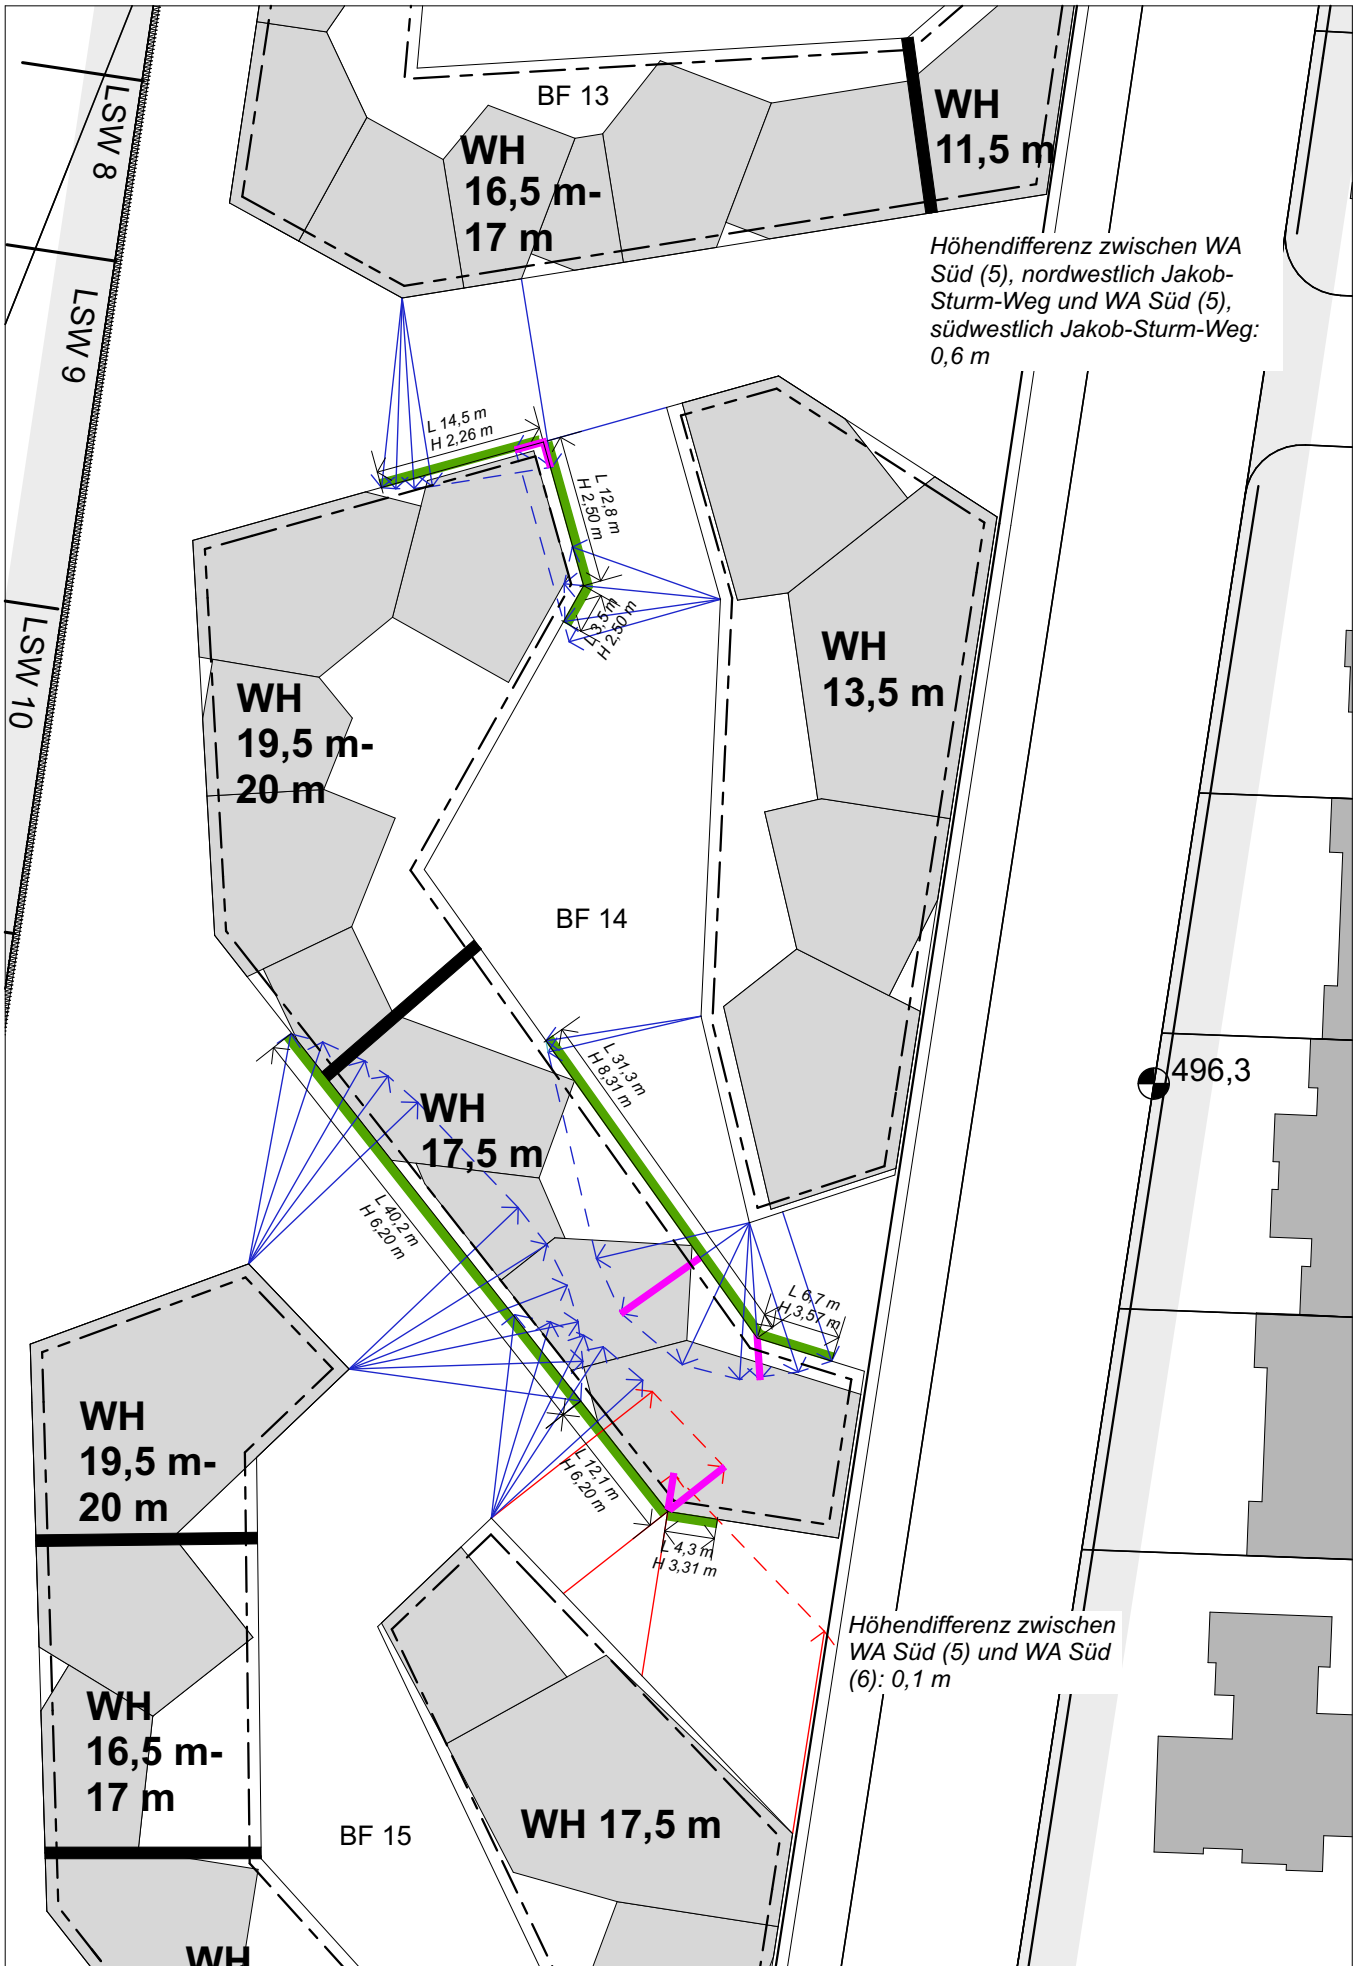 LSW 8
BF 13
WH
16,5 m-
17 m
WH
11,5 m
Höhendifferenz zwischen WA
Süd (5), nordwestlich Jakob-
Sturm-Weg und WA Süd (5),
südwestlich Jakob-Sturm-Weg:
0,6 m
LSW 9
L 14,5 m
H 2,26 m
L 12,8 m
H 2,50 m
L 3,5 m
H 2,50 m
LSW 10
WH
19,5 m-
20 m
WH
13,5 m
BF 14
L 31,3 m
H 8,31 m
496,3
WH
17,5 m
L 40,2 m
H 6,20 m
L 6,7 m
H 3,57 m
WH
19,5 m-
20 m
L 12,1 m
H 6,20 m
L 4,3 m
H 3,31 m
Höhendifferenz zwischen
WA Süd (5) und WA Süd
(6): 0,1 m
WH
16,5 m-
17 m
BF 15
WH 17,5 m
WH